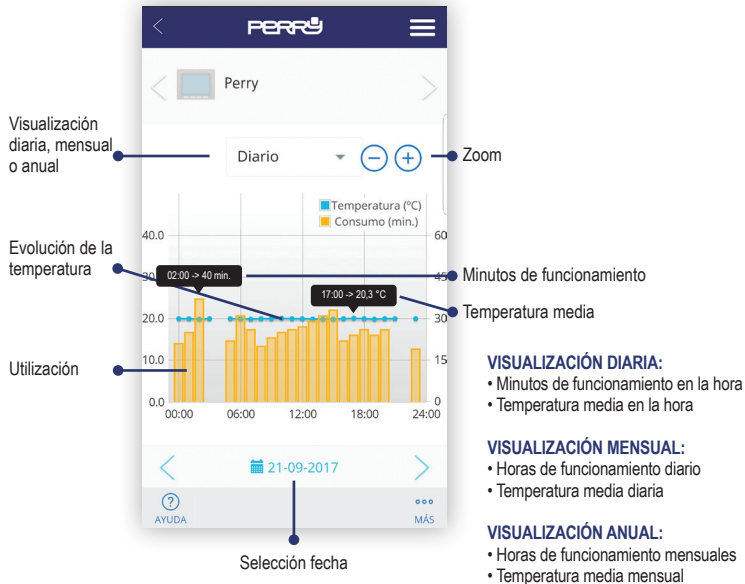 PERRY
Perry
Visualización
diaria, mensual
o anual
Diario
Zoom
Temperatura (ºC)
Consumo (min.)
40.0
60
Evolución de la
temperatura
30.0
02:00 -> 40 min.
45
Minutos de funcionamiento
17:00 -> 20,3 °C
Temperatura media
20.0
30
Utilización
10.0
15
0.0
0
00:00 06:00 12:00 18:00 24:00
21-09-2017
AYUDA
MÁS
Selección fecha
VISUALIZACIÓN DIARIA:
• Minutos de funcionamiento en la hora
• Temperatura media en la hora
VISUALIZACIÓN MENSUAL:
• Horas de funcionamiento diario
• Temperatura media diaria
VISUALIZACIÓN ANUAL:
• Horas de funcionamiento mensuales
• Temperatura media mensual